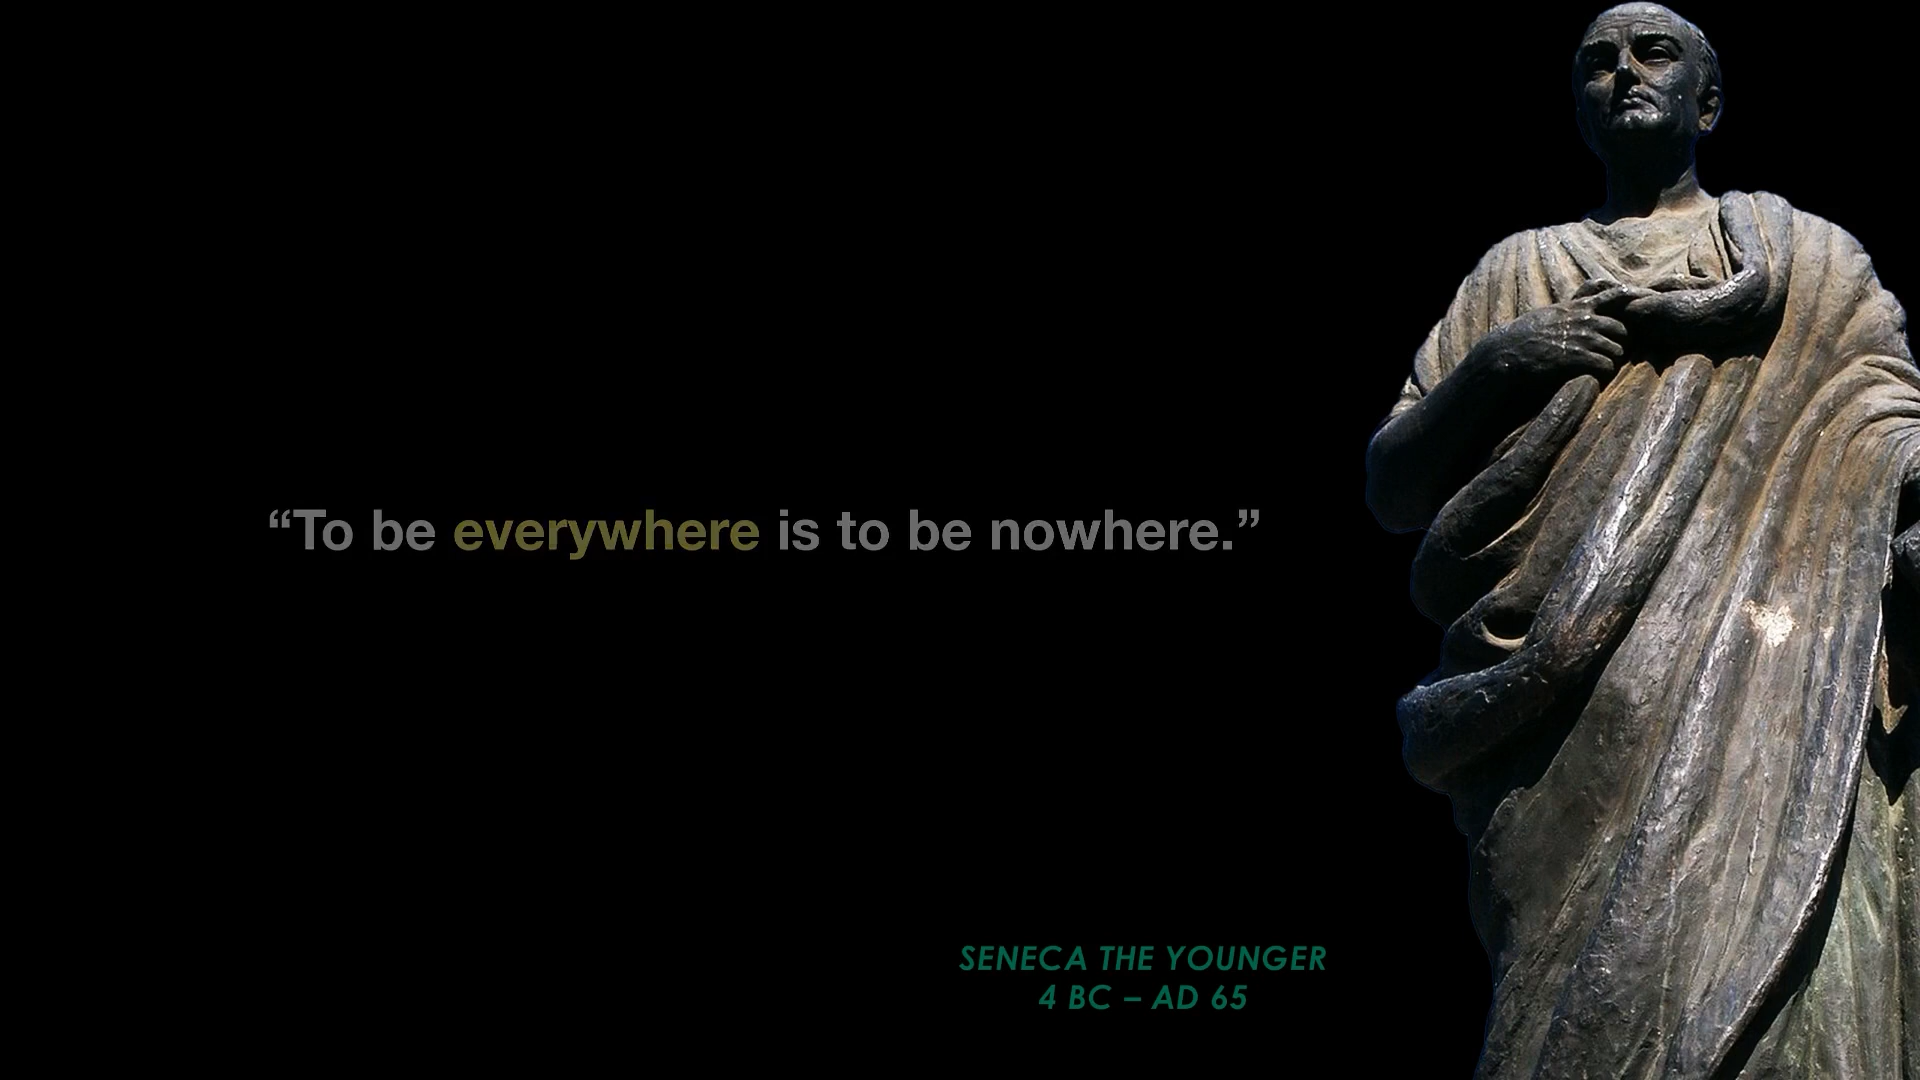 “To be everywhere is to be nowhere.”
SENECA THE YOUNGER
4 BC – AD 65